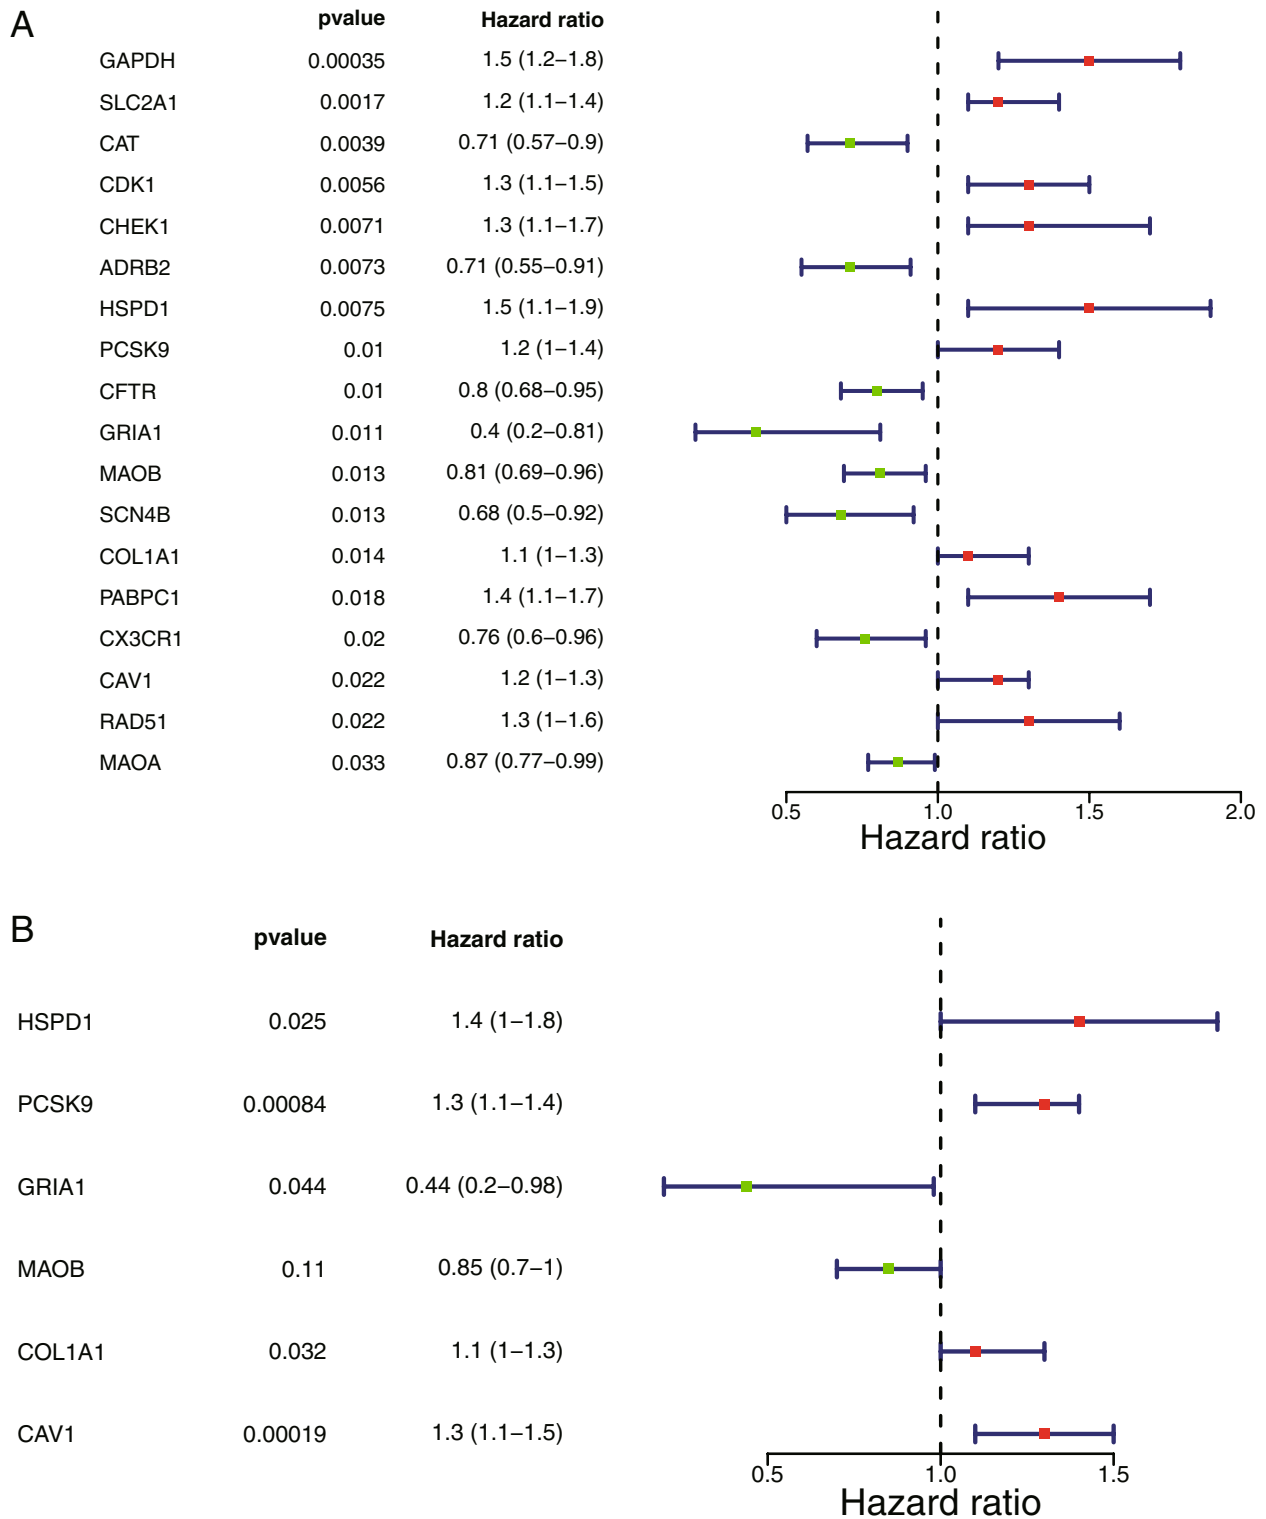 A
pvalue Hazard ratio
GAPDH 0.00035 1.5 (1.2−1.8)
SLC2A1 0.0017 1.2 (1.1−1.4)
CAT 0.0039 0.71 (0.57−0.9)
CDK1 0.0056 1.3 (1.1−1.5)
CHEK1 0.0071 1.3 (1.1−1.7)
ADRB2 0.0073 0.71 (0.55−0.91)
HSPD1 0.0075 1.5 (1.1−1.9)
PCSK9 0.01 1.2 (1−1.4)
CFTR 0.01 0.8 (0.68−0.95)
GRIA1 0.011 0.4 (0.2−0.81)
MAOB 0.013 0.81 (0.69−0.96)
SCN4B 0.013 0.68 (0.5−0.92)
COL1A1 0.014 1.1 (1−1.3)
PABPC1 0.018 1.4 (1.1−1.7)
CX3CR1 0.02 0.76 (0.6−0.96)
CAV1 0.022 1.2 (1−1.3)
RAD51 0.022 1.3 (1−1.6)
MAOA 0.033 0.87 (0.77−0.99)
0.5 1.0 1.5 2.0
Hazard ratio
B
pvalue Hazard ratio
HSPD1 0.025 1.4 (1−1.8)
PCSK9 0.00084 1.3 (1.1−1.4)
GRIA1 0.044 0.44 (0.2−0.98)
MAOB 0.11 0.85 (0.7−1)
COL1A1 0.032 1.1 (1−1.3)
CAV1 0.00019 1.3 (1.1−1.5)
0.5 1.0 1.5
Hazard ratio